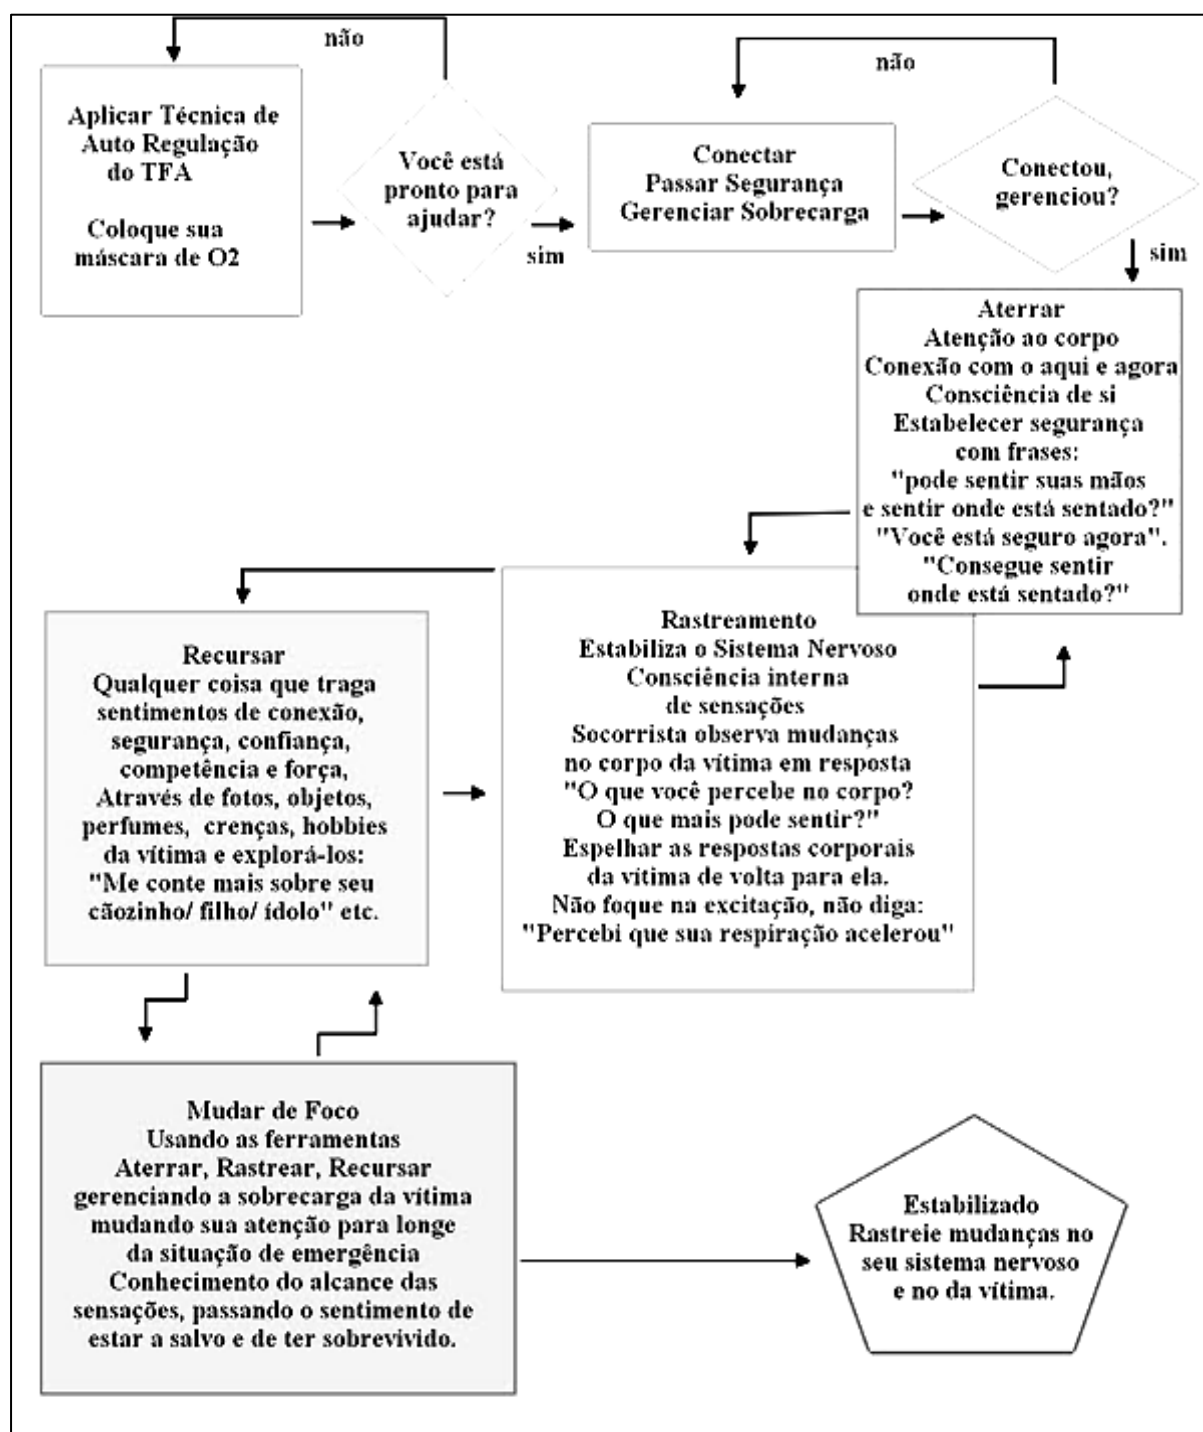 não
Aplicar Técnica de
Auto Regulação
do TFA
Coloque sua
máscara de O2
Você está
pronto para
ajudar?
sim
não
Conectar
Passar Segurança
Gerenciar Sobrecarga
Conectou,
gerenciou?
sim
Aterrar
Atenção ao corpo
Conexão com o aqui e agora
Consciência de si
Estabelecer segurança
com frases:
"pode sentir suas mãos
e sentir onde está sentado?"
"Você está seguro agora".
"Consegue sentir
onde está sentado?"
Rastreamento
Estabiliza o Sistema Nervoso
Consciência interna
de sensações
Socorrista observa mudanças
no corpo da vítima em resposta
"O que você percebe no corpo?
O que mais pode sentir?"
Espelhar as respostas corporais
da vítima de volta para ela.
Não foque na excitação, não diga:
"Percebi que sua respiração acelerou"
Recursar
Qualquer coisa que traga
sentimentos de conexão,
segurança, confiança,
competência e força,
Através de fotos, objetos,
perfumes, crenças, hobbies
da vítima e explorá-los:
"Me conte mais sobre seu
cãozinho/ filho/ ídolo" etc.
Mudar de Foco
Usando as ferramentas
Aterrar, Rastrear, Recursar
gerenciando a sobrecarga da vítima
mudando sua atenção para longe
da situação de emergência
Conhecimento do alcance das
sensações, passando o sentimento de
estar a salvo e de ter sobrevivido.
Estabilizado
Rastreie mudanças no
seu sistema nervoso
e no da vítima.